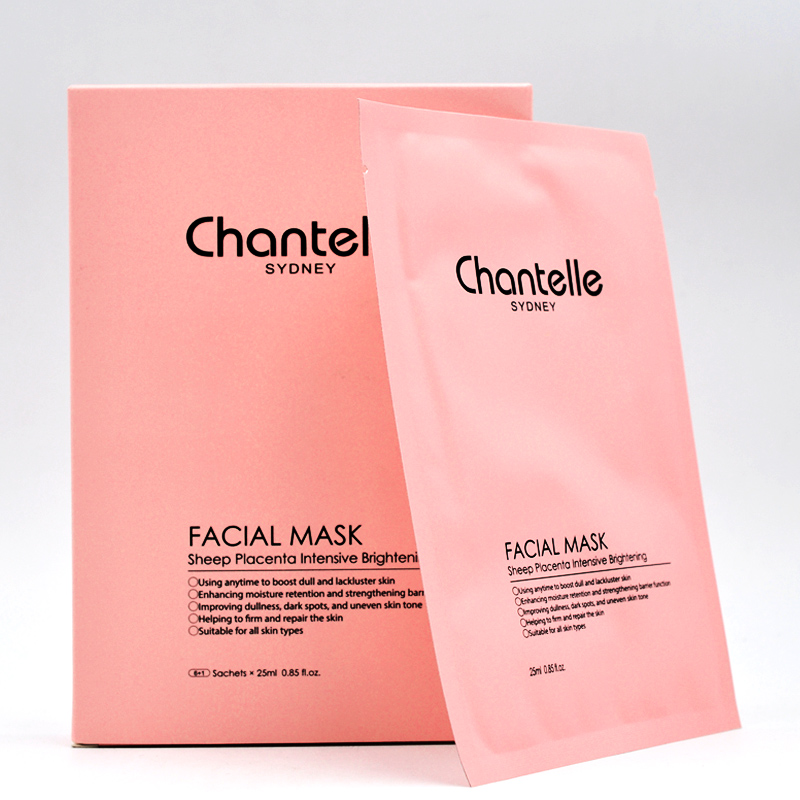 Chantel
SYDNEY
FACIAL MASK
Sheep Placenta Intensive Brighteni
Using anytime to boost dull and lackluster skin
Enhancing moisture retention and strengthening barr
Improving dullness, dark spots, and uneven skin tone
Helping to firm and repair the skin
Suitable for all skin types
6+1 Sachets × 25ml 0.85 fl.oz.
Chantelle
SYDNEY
FACIAL MASK
Sheep Placenta Intensive Brightening
Using anytime to boost dull and lackluster skin
Enhancing moisture retention and strengthening barrier function
Improving dullness, dark spots, and uneven skin tone
Helping to firm and repair the skin
Suitable for all skin types
25ml 0.85 fl.oz.